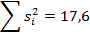 ∑ s_i^2 = 17,6